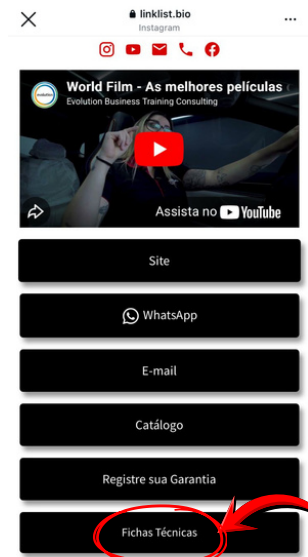 linklist.bio
Instagram
World Film - As melhores películas
Evolution Business Training Consulting
Assista no YouTube
Site
WhatsApp
E-mail
Catálogo
Registre sua Garantia
Fichas Técnicas